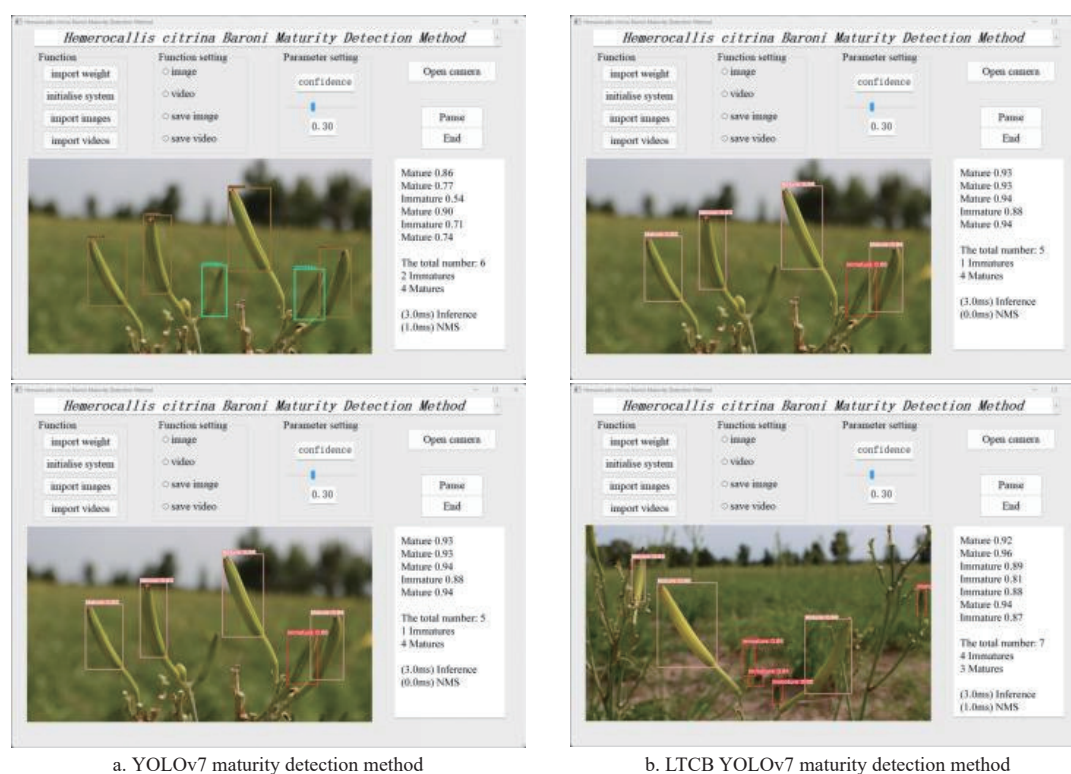 Hemerocallis citrina Baroni Maturity Detection Method
Function
import weight
initialise system
import images
import videos
Function setting
image
video
save image
save video
Parameter setting
confidence
0.30
Open camera
Pause
End
Mature 0.86
Mature 0.77
Immature 0.54
Mature 0.90
Immature 0.71
Mature 0.74
The total number: 6
2 Immatures
4 Matures
(3.0ms) Inference
(1.0ms) NMS
Hemerocallis citrina Baroni Maturity Detection Method
Function
import weight
initialise system
import images
import videos
Function setting
image
video
save image
save video
Parameter setting
confidence
0.30
Open camera
Pause
End
Mature 0.93
Mature 0.93
Mature 0.94
Immature 0.88
Mature 0.94
The total number: 5
1 Immatures
4 Matures
(3.0ms) Inference
(0.0ms) NMS
Hemerocallis citrina Baroni Maturity Detection Method
Function
import weight
initialise system
import images
import videos
Function setting
image
video
save image
save video
Parameter setting
confidence
0.30
Open camera
Pause
End
Mature 0.93
Mature 0.93
Mature 0.94
Immature 0.88
Mature 0.94
The total number: 5
1 Immatures
4 Matures
(3.0ms) Inference
(0.0ms) NMS
Hemerocallis citrina Baroni Maturity Detection Method
Function
import weight
initialise system
import images
import videos
Function setting
image
video
save image
save video
Parameter setting
confidence
0.30
Open camera
Pause
End
Mature 0.92
Mature 0.96
Immature 0.89
Immature 0.81
Immature 0.88
Mature 0.94
Immature 0.87
The total number: 7
4 Immatures
3 Matures
(3.0ms) Inference
(1.0ms) NMS
a. YOLOv7 maturity detection method
b. LTCB YOLOv7 maturity detection method